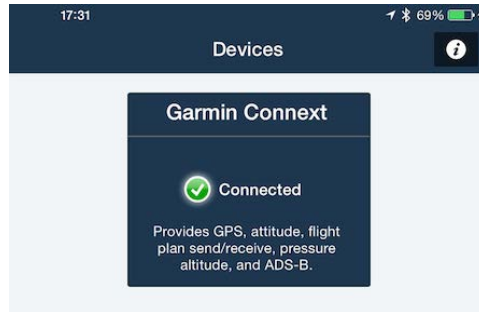 17:31
69%
Devices
Garmin Connext
Connected
Provides GPS, attitude, flight
plan send/receive, pressure
altitude, and ADS-B.